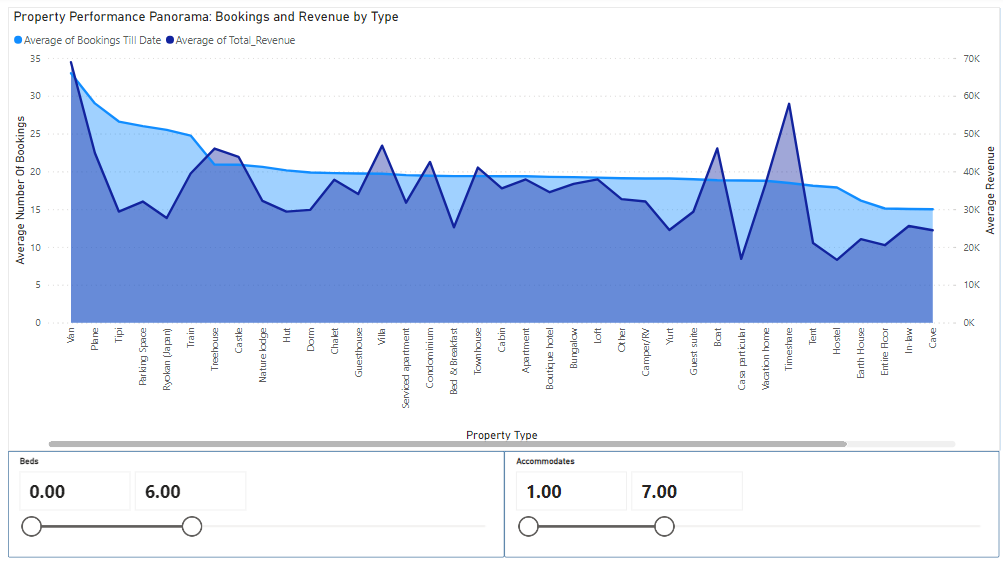 Property Performance Panorama: Bookings and Revenue by Type
Average of Bookings Till Date Average of Total_Revenue
Average Number Of Bookings
35
30
25
20
15
10
5
0
70K
60K
50K
40K
30K
20K
10K
0K
Average Revenue
Van
Plane
Tipi
Parking Space
Ryokan (Japan)
Train
Treehouse
Castle
Nature lodge
Hut
Dorm
Chalet
Guesthouse
Villa
Serviced apartment
Condominium
Bed & Breakfast
Townhouse
Cabin
Apartment
Boutique hotel
Bungalow
Loft
Other
Camper/RV
Yurt
Guest suite
Boat
Casa particular
Vacation home
Timeshare
Tent
Hostel
Earth House
Entire Floor
In-law
Cave
Property Type
Beds
0.00 6.00
Accommodates
1.00 7.00